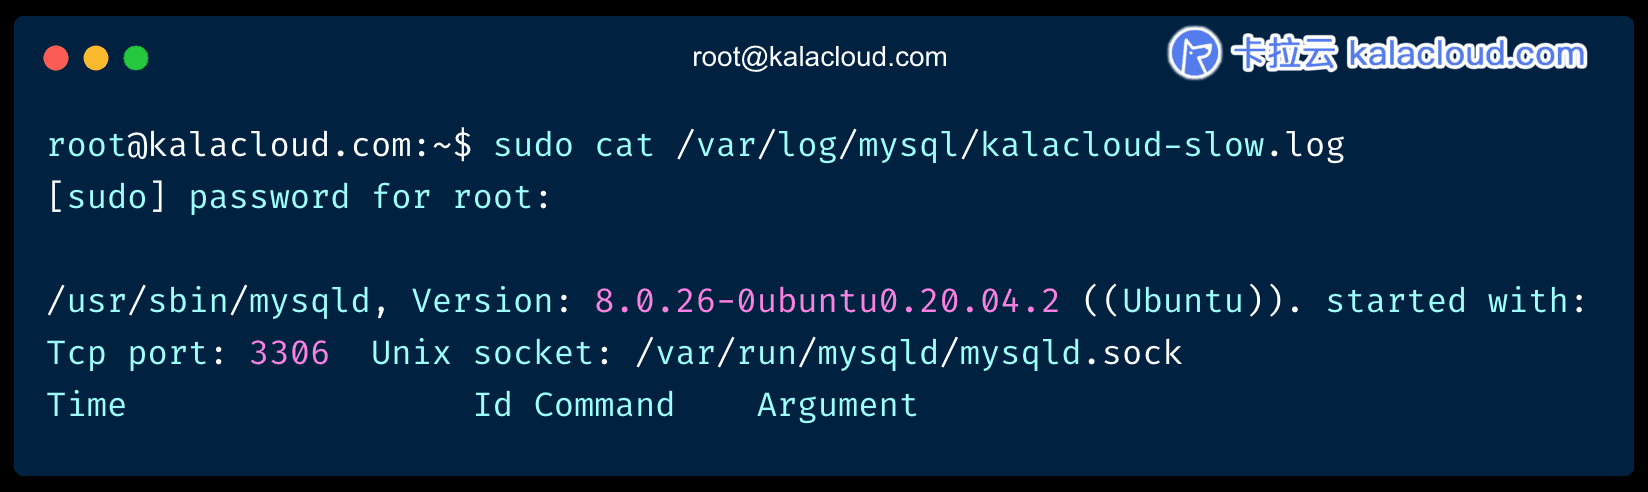 root@kalacloud.com
卡拉云 kalacloud.com
root@kalacloud.com:~$ sudo cat /var/log/mysql/kalacloud-slow.log
[sudo] password for root:
/usr/sbin/mysqld, Version: 8.0.26-0ubuntu0.20.04.2 ((Ubuntu)). started with:
Tcp port: 3306  Unix socket: /var/run/mysqld/mysqld.sock
Time                 Id Command    Argument